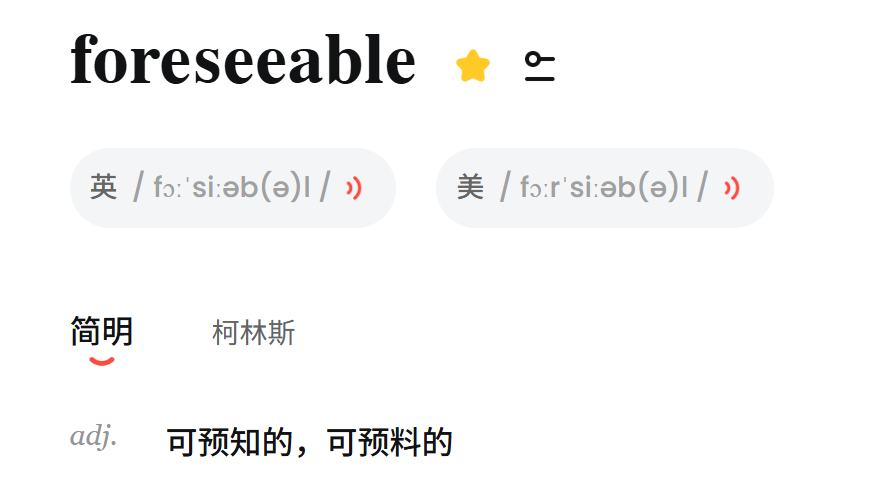 foreseeable
英 / fɔːˈsiːəb(ə)l / 美 / fɔːrˈsiːəb(ə)l /
简明 柯林斯
adj. 可预知的，可预料的